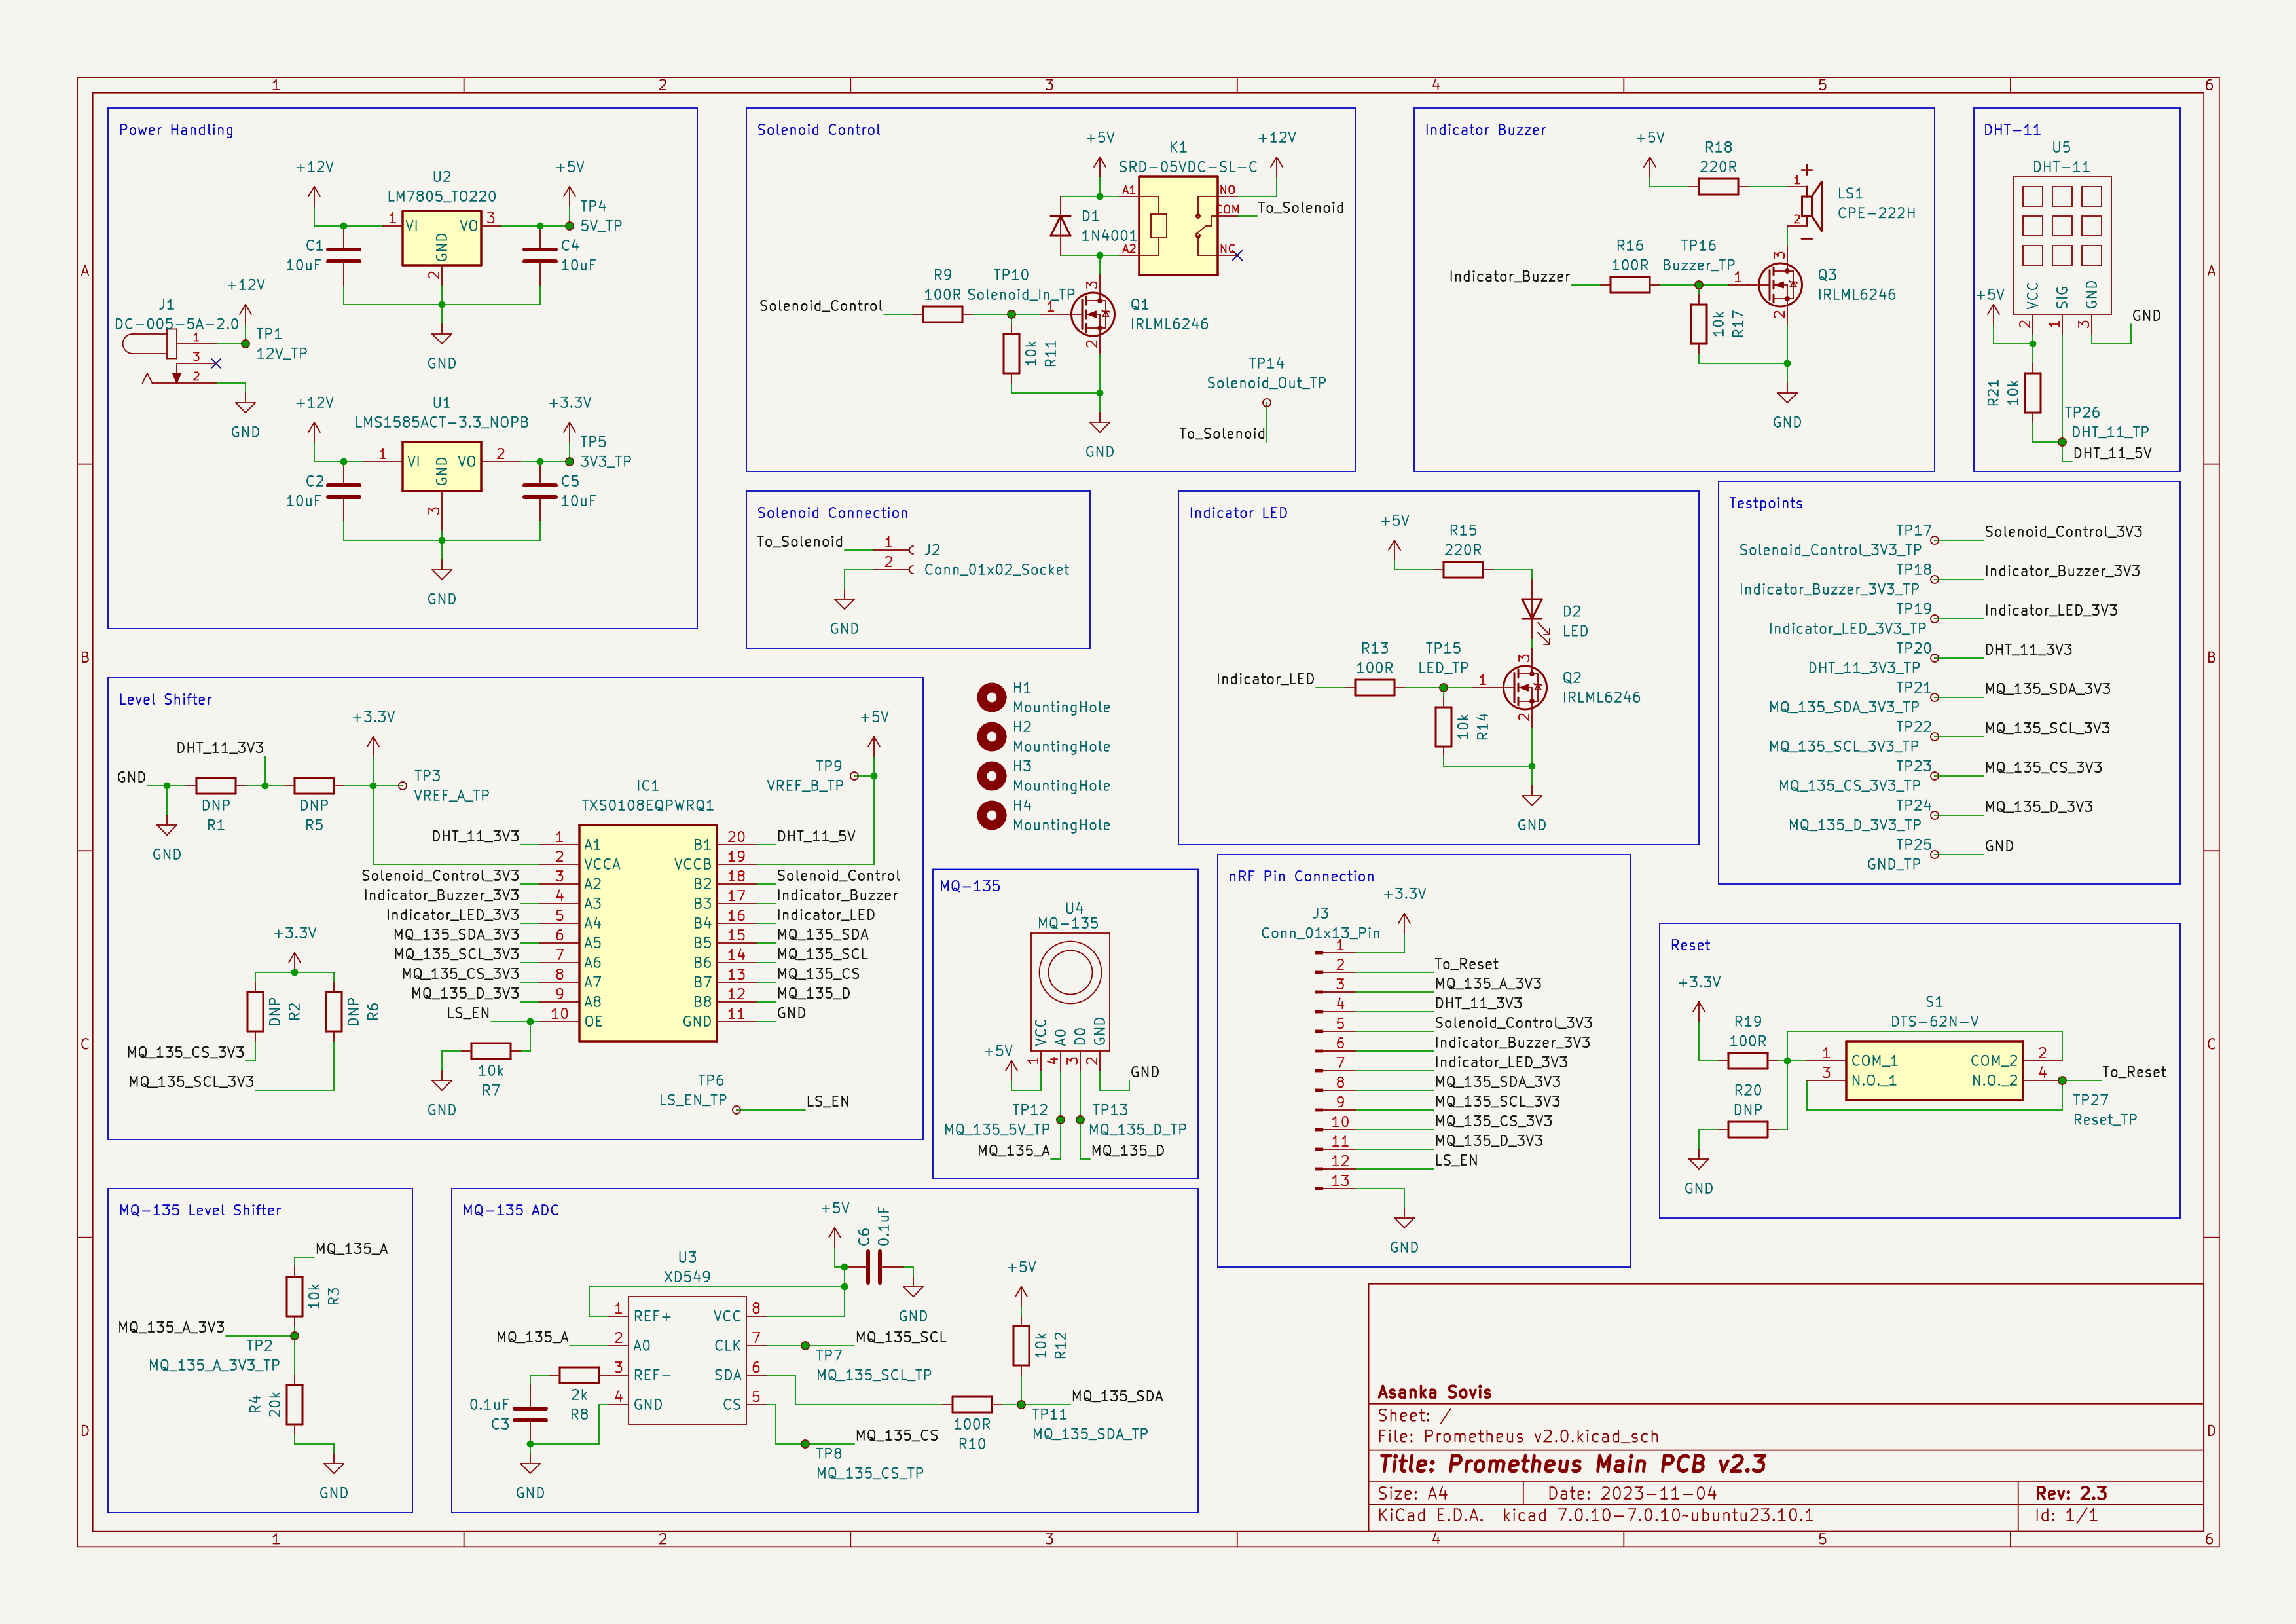 1 2 3 4 5 6
A
B
C
D
Power Handling
+12V
U2
LM7805_TO220
+5V
1 VI VO 3
GND
2
TP4
5V_TP
C1
10uF
C4
10uF
GND
J1
DC-005-5A-2.0
+12V
1
3
2
TP1
12V_TP
GND
+12V
U1
LMS1585ACT-3.3_NOPB
+3.3V
1 VI VO 2
GND
3
TP5
3V3_TP
C2
10uF
C5
10uF
GND
Solenoid Control
+5V
K1
SRD-05VDC-SL-C
+12V
A1
A2
NO
COM
NC
To_Solenoid
D1
1N4001
Solenoid_Control
R9
100R
TP10
Solenoid_In_TP
1
3
2
Q1
IRLML6246
10k
R11
GND
TP14
Solenoid_Out_TP
To_Solenoid
Indicator Buzzer
+5V
R18
220R
+
1
2
−
LS1
CPE-222H
Indicator_Buzzer
R16
100R
TP16
Buzzer_TP
1
3
2
Q3
IRLML6246
10k
R17
GND
DHT-11
U5
DHT-11
VCC
SIG
GND
2
1
3
+5V
GND
R21
10k
TP26
DHT_11_TP
DHT_11_5V
Solenoid Connection
To_Solenoid
1
2
J2
Conn_01x02_Socket
GND
Indicator LED
+5V
R15
220R
D2
LED
Indicator_LED
R13
100R
TP15
LED_TP
1
3
2
Q2
IRLML6246
10k
R14
GND
Testpoints
TP17
Solenoid_Control_3V3_TP
Solenoid_Control_3V3
TP18
Indicator_Buzzer_3V3_TP
Indicator_Buzzer_3V3
TP19
Indicator_LED_3V3_TP
Indicator_LED_3V3
TP20
DHT_11_3V3_TP
DHT_11_3V3
TP21
MQ_135_SDA_3V3_TP
MQ_135_SDA_3V3
TP22
MQ_135_SCL_3V3_TP
MQ_135_SCL_3V3
TP23
MQ_135_CS_3V3_TP
MQ_135_CS_3V3
TP24
MQ_135_D_3V3_TP
MQ_135_D_3V3
TP25
GND_TP
GND
Level Shifter
+3.3V
DHT_11_3V3
GND
DNP
R1
DNP
R5
TP3
VREF_A_TP
GND
+5V
TP9
VREF_B_TP
IC1
TXS0108EQPWRQ1
DHT_11_3V3 1 A1 B1 20 DHT_11_5V
2 VCCA VCCB 19
Solenoid_Control_3V3 3 A2 B2 18 Solenoid_Control
Indicator_Buzzer_3V3 4 A3 B3 17 Indicator_Buzzer
Indicator_LED_3V3 5 A4 B4 16 Indicator_LED
MQ_135_SDA_3V3 6 A5 B5 15 MQ_135_SDA
MQ_135_SCL_3V3 7 A6 B6 14 MQ_135_SCL
MQ_135_CS_3V3 8 A7 B7 13 MQ_135_CS
MQ_135_D_3V3 9 A8 B8 12 MQ_135_D
LS_EN 10 OE GND 11 GND
+3.3V
DNP
R2
DNP
R6
MQ_135_CS_3V3
MQ_135_SCL_3V3
10k
R7
GND
TP6
LS_EN_TP
LS_EN
H1
MountingHole
H2
MountingHole
H3
MountingHole
H4
MountingHole
MQ-135
U4
MQ-135
VCC
A0
D0
GND
1
4
3
2
+5V
GND
TP12
MQ_135_5V_TP
TP13
MQ_135_D_TP
MQ_135_A
MQ_135_D
nRF Pin Connection
+3.3V
J3
Conn_01x13_Pin
1
2 To_Reset
3 MQ_135_A_3V3
4 DHT_11_3V3
5 Solenoid_Control_3V3
6 Indicator_Buzzer_3V3
7 Indicator_LED_3V3
8 MQ_135_SDA_3V3
9 MQ_135_SCL_3V3
10 MQ_135_CS_3V3
11 MQ_135_D_3V3
12 LS_EN
13
GND
Reset
+3.3V
R19
100R
R20
DNP
GND
S1
DTS-62N-V
1 COM_1 COM_2 2
3 N.O._1 N.O._2 4
To_Reset
TP27
Reset_TP
MQ-135 Level Shifter
MQ_135_A
10k
R3
MQ_135_A_3V3
TP2
MQ_135_A_3V3_TP
R4
20k
GND
MQ-135 ADC
+5V
C6
0.1uF
GND
U3
XD549
1 REF+ VCC 8
MQ_135_A 2 A0 CLK 7 MQ_135_SCL
3 REF- SDA 6
4 GND CS 5
TP7
MQ_135_SCL_TP
2k
R8
0.1uF
C3
GND
MQ_135_CS
TP8
MQ_135_CS_TP
100R
R10
+5V
10k
R12
MQ_135_SDA
TP11
MQ_135_SDA_TP
Asanka Sovis
Sheet: /
File: Prometheus v2.0.kicad_sch
Title: Prometheus Main PCB v2.3
Size: A4 Date: 2023-11-04 Rev: 2.3
KiCad E.D.A. kicad 7.0.10-7.0.10~ubuntu23.10.1 Id: 1/1
A
B
C
D
1 2 3 4 5 6